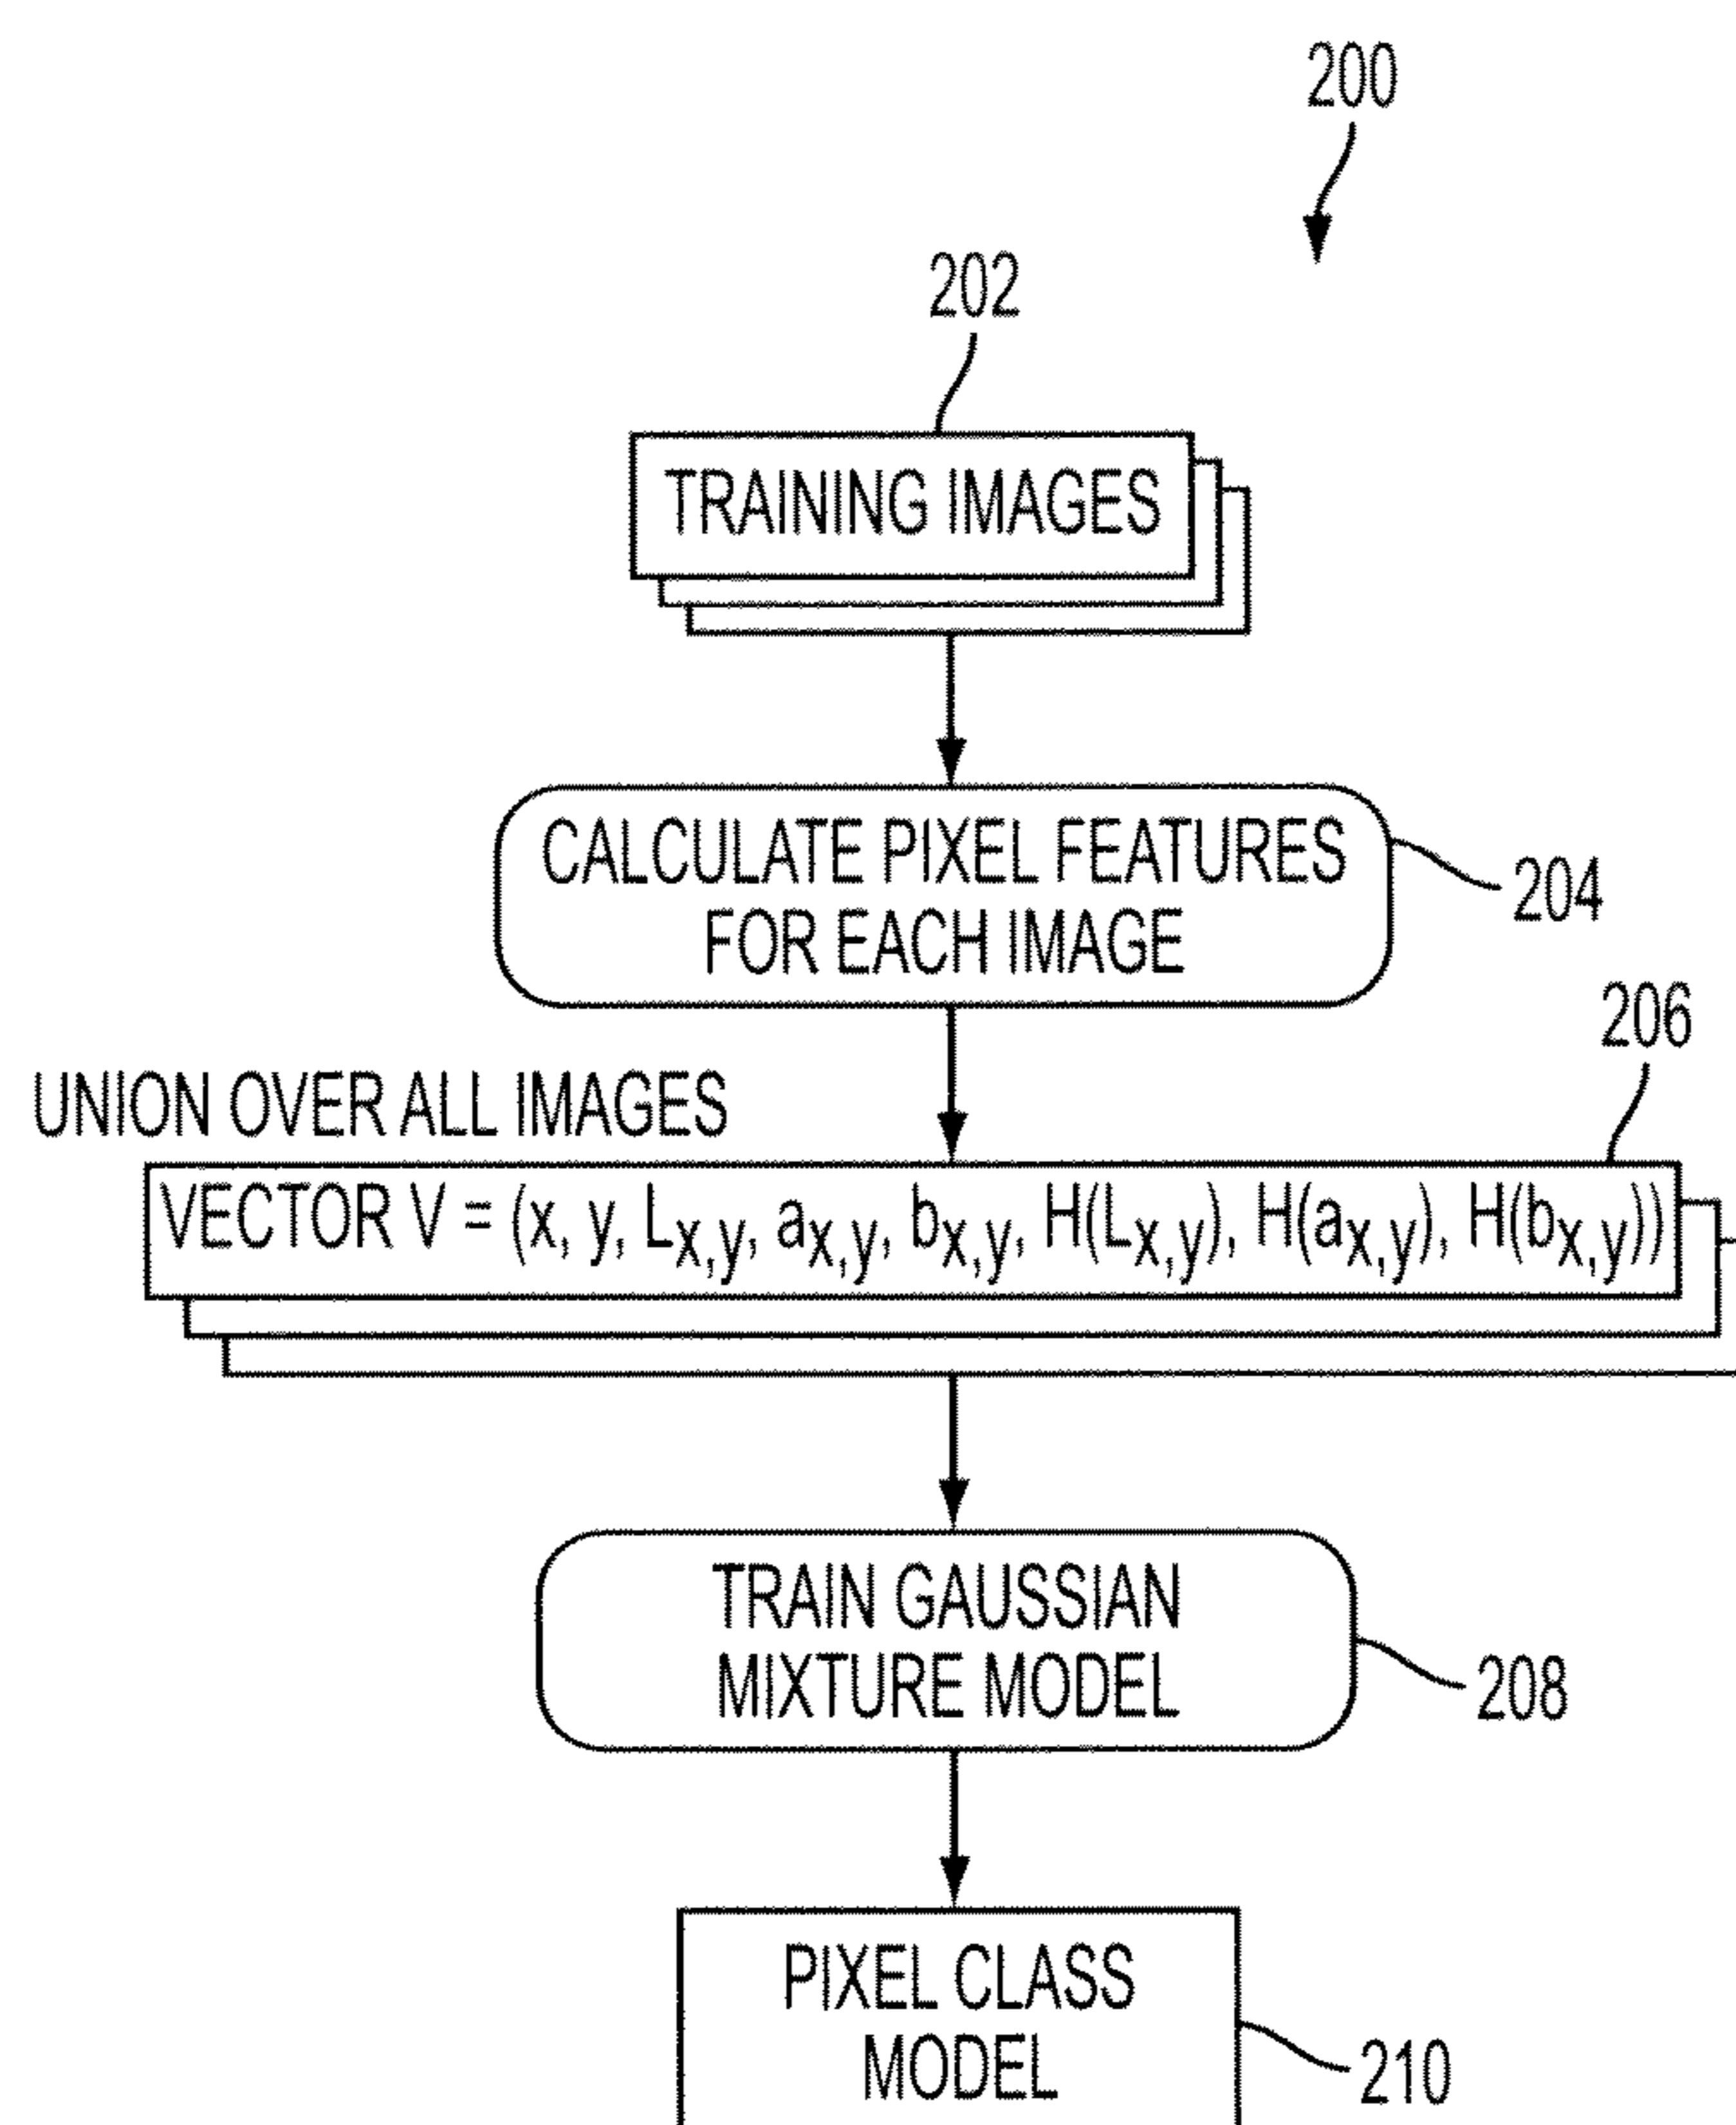 200
202
TRAINING IMAGES
CALCULATE PIXEL FEATURES
FOR EACH IMAGE
204
206
UNION OVER ALL IMAGES
VECTOR V = (x, y, Lx,y, ax,y, bx,y, H(Lx,y), H(ax,y), H(bx,y))
TRAIN GAUSSIAN
MIXTURE MODEL
208
PIXEL CLASS
MODEL
210